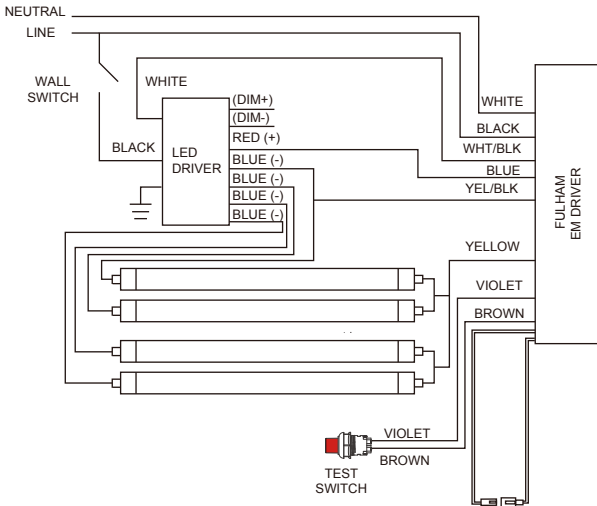 NEUTRAL
LINE
WALL
SWITCH
WHITE
BLACK
LED
DRIVER
(DIM+)
(DIM-)
RED (+)
BLUE (-)
BLUE (-)
BLUE (-)
BLUE (-)
WHITE
BLACK
WHT/BLK
BLUE
YEL/BLK
YELLOW
VIOLET
BROWN
FULHAM
EM DRIVER
VIOLET
BROWN
TEST
SWITCH